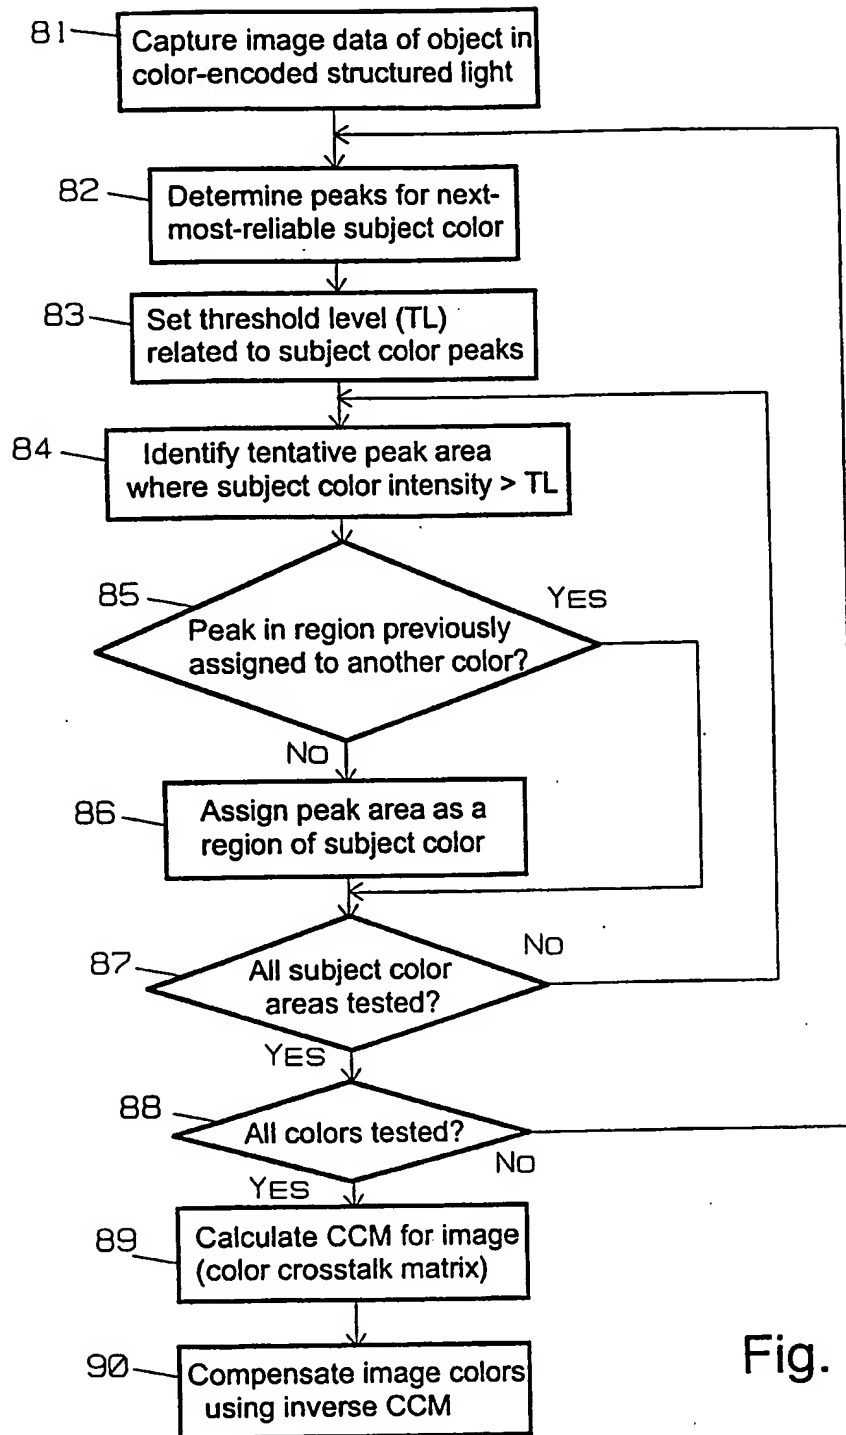 81
Capture image data of object in
color-encoded structured light
82
Determine peaks for next-
most-reliable subject color
83
Set threshold level (TL)
related to subject color peaks
84
Identify tentative peak area
where subject color intensity > TL
85
YES
Peak in region previously
assigned to another color?
NO
86
Assign peak area as a
region of subject color
87
NO
All subject color
areas tested?
YES
88
All colors tested?
NO
YES
89
Calculate CCM for image
(color crosstalk matrix)
90
Compensate image colors
using inverse CCM
Fig.